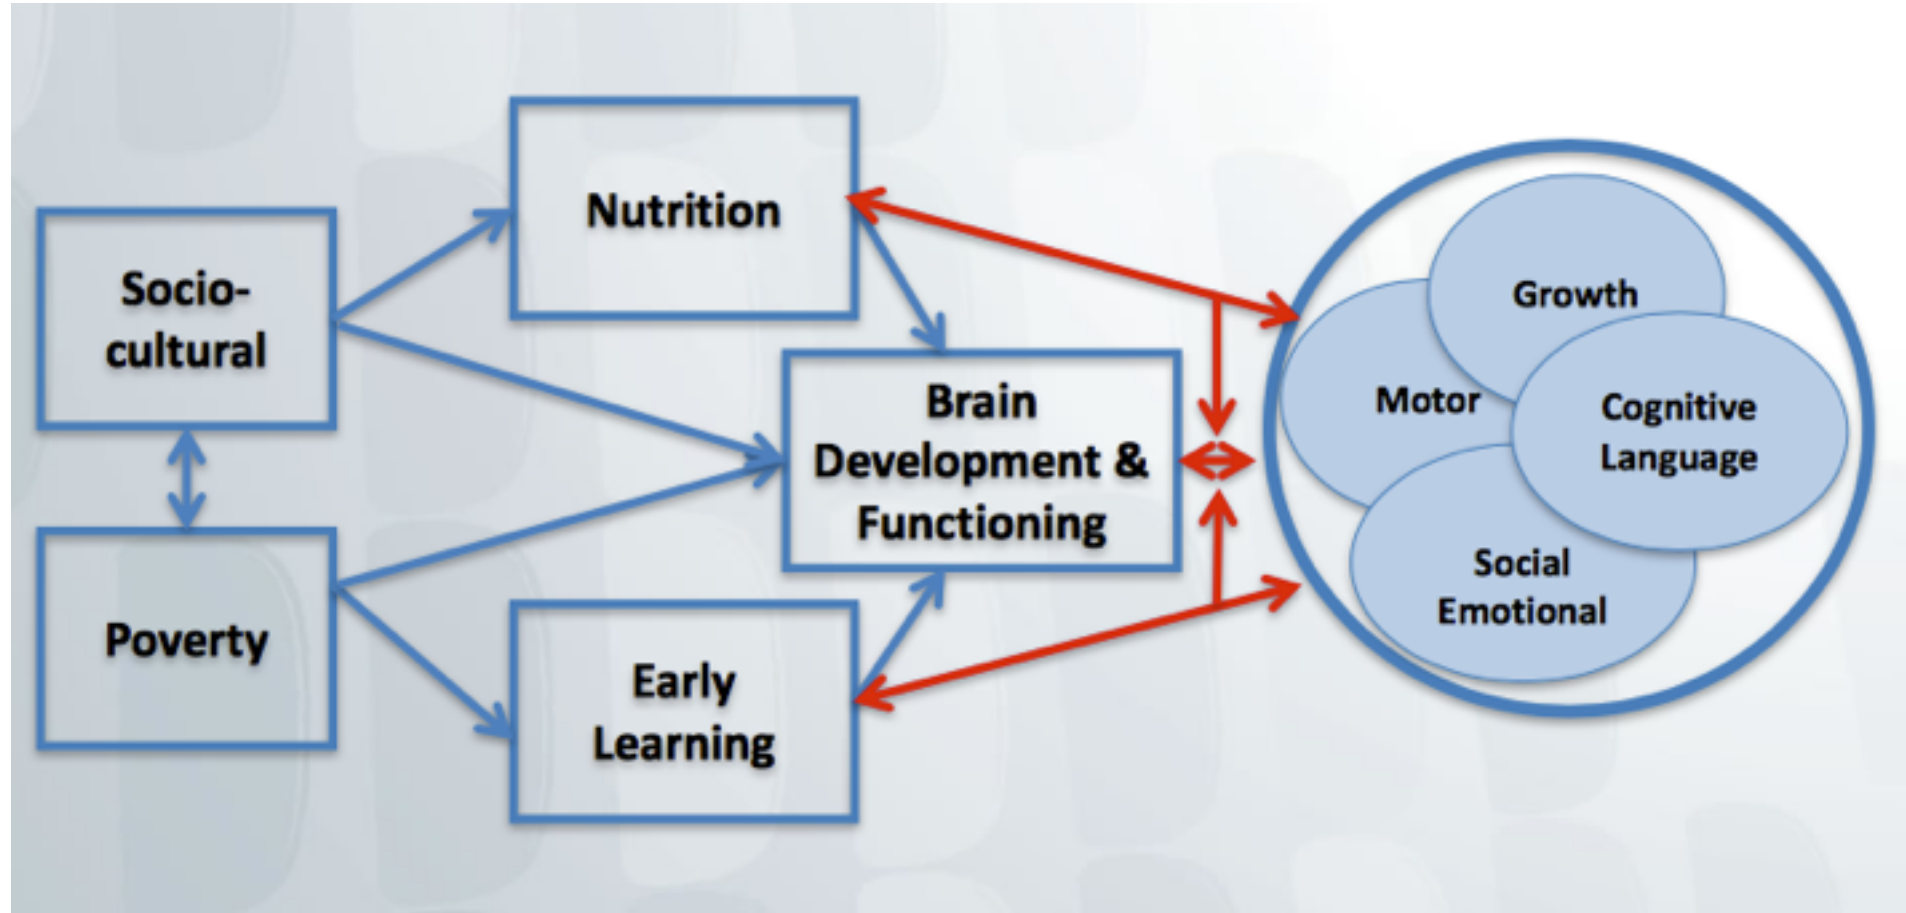 Nutrition
Socio-
cultural
Poverty
Early
Learning
Brain
Development &
Functioning
Growth
Motor
Cognitive
Language
Social
Emotional